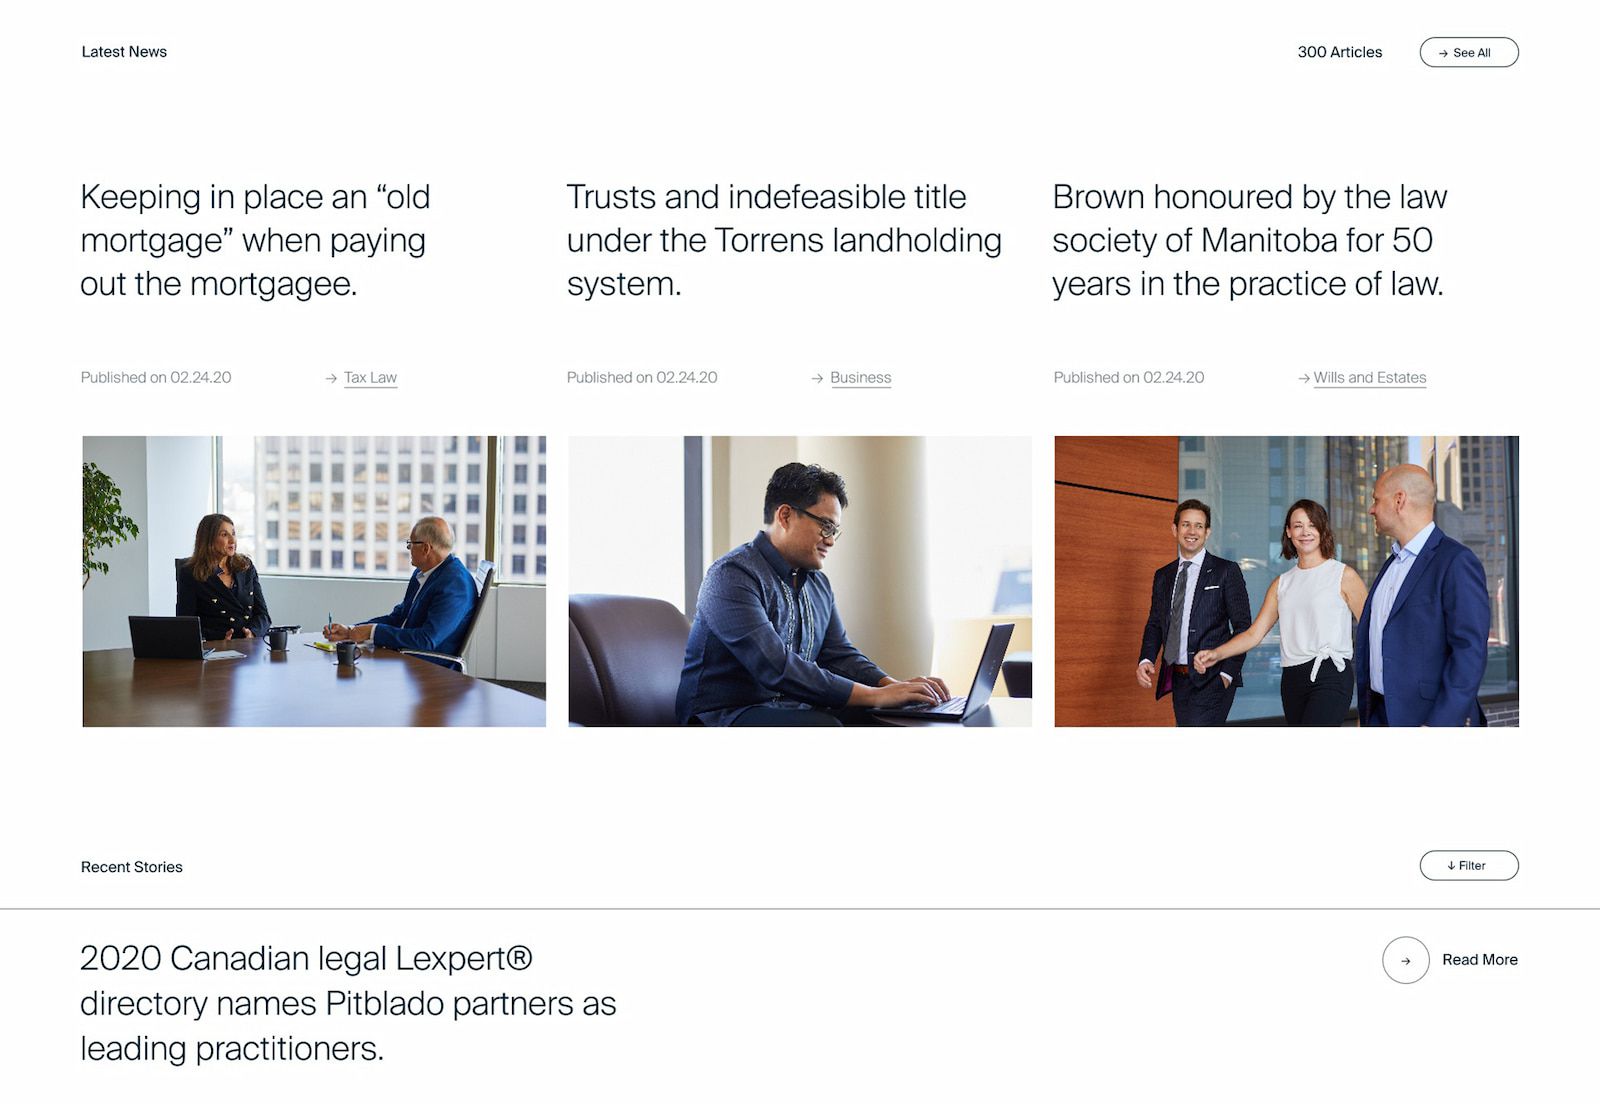 Latest News
300 Articles
→ See All
Keeping in place an “old
mortgage” when paying
out the mortgagee.
Published on 02.24.20
→ Tax Law
Trusts and indefeasible title
under the Torrens landholding
system.
Published on 02.24.20
→ Business
Brown honoured by the law
society of Manitoba for 50
years in the practice of law.
Published on 02.24.20
→ Wills and Estates
Recent Stories
↓ Filter
2020 Canadian legal Lexpert®
directory names Pitblado partners as
leading practitioners.
→
Read More